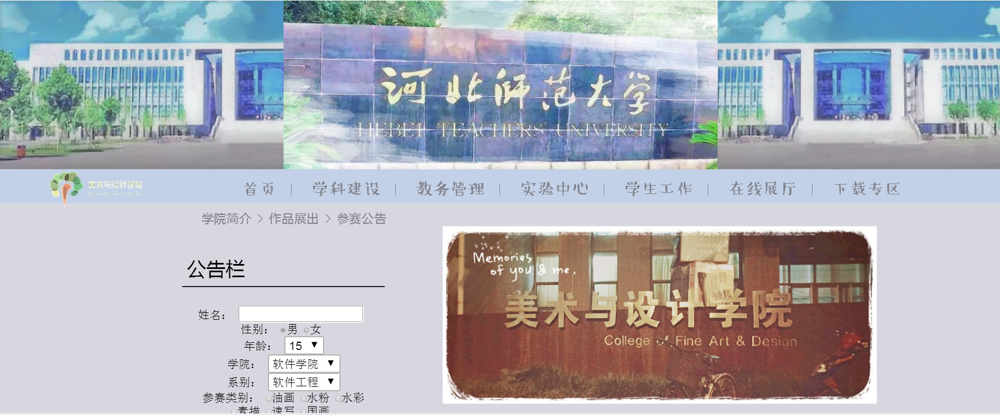 河北师范大学
HEBEI TEACHERS' UNIVERSITY
美术与设计学院
首页 | 学科建设 | 教务管理 | 实验中心 | 学生工作 | 在线展厅 | 下载专区
学院简介 > 作品展出 > 参赛公告
公告栏
姓名：
性别： 男 女
年龄： 15
学院： 软件学院
系别： 软件工程
参赛类别： 油画 水粉 水彩
素描 速写 国画
Memories
of you & me.
美术与设计学院
College of Fine Art & Design